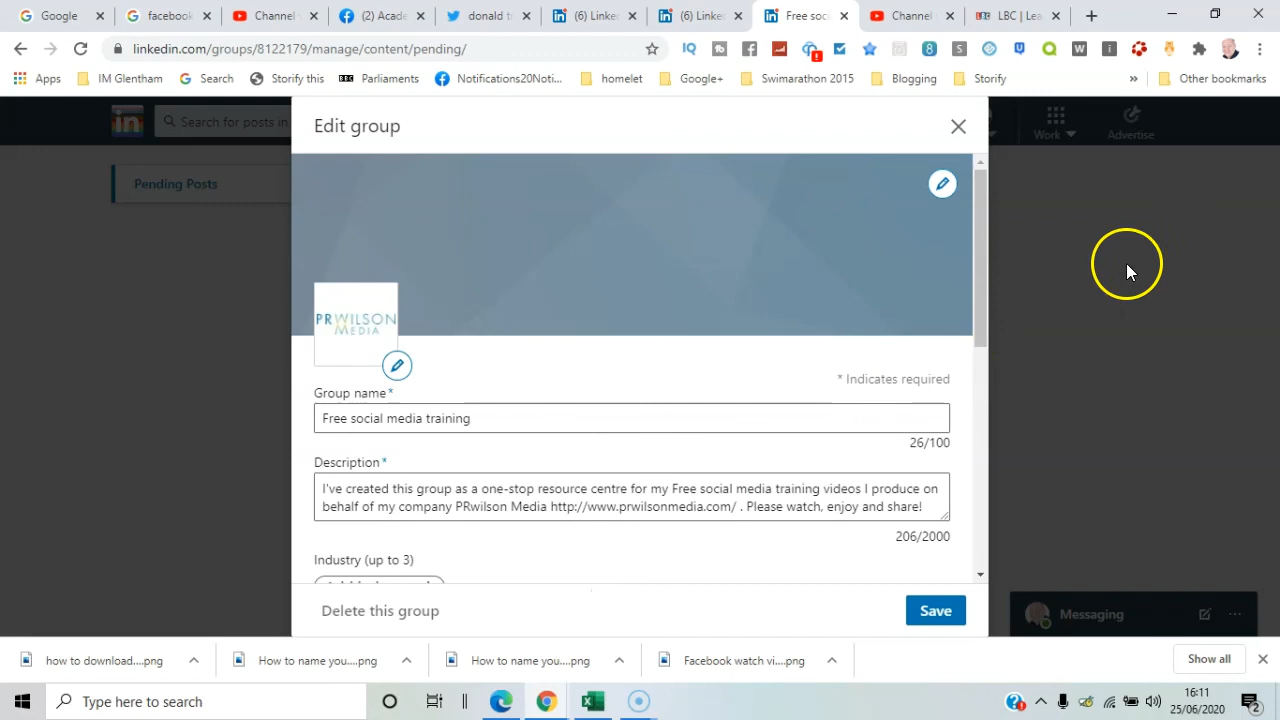 Google
facebook
Channel
(2) Acade
donald t
(6) Linke
(6) Linke
Free soc
Channel
LBC | Lea
linkedin.com/groups/8122179/manage/content/pending/
Apps
IM Glentham
Search
Storify this
Parliaments
Notifications20Noti...
homelet
Google+
Swimarathon 2015
Blogging
Storify
»
Other bookmarks
in
Search for posts in
Work
Advertise
Pending Posts
Edit group
PRWILSON
MEDIA
* Indicates required
Group name*
Free social media training
26/100
Description*
I've created this group as a one-stop resource centre for my Free social media training videos I produce on
behalf of my company PRwilson Media http://www.prwilsonmedia.com/ . Please watch, enjoy and share!
206/2000
Industry (up to 3)
Delete this group
Save
Messaging
how to download....png
How to name you....png
How to name you....png
Facebook watch vi....png
Show all
Type here to search
16:11
25/06/2020
2